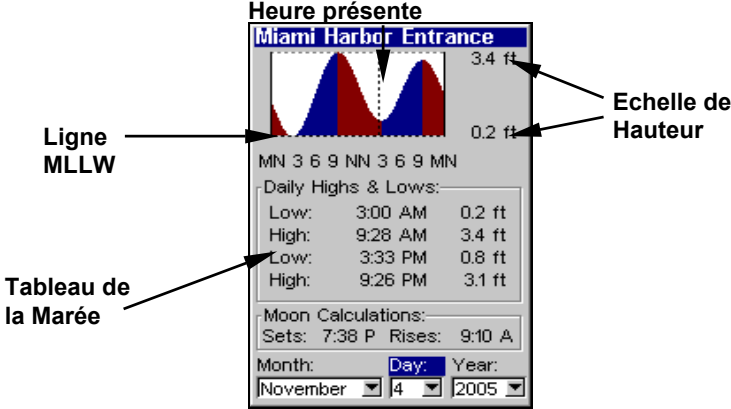 Heure présente
Miami Harbor Entrance
3.4 ft
Echelle de
Hauteur
0.2 ft
Ligne
MLLW
MN 3 6 9 NN 3 6 9 MN
Daily Highs & Lows:
Low: 3:00 AM 0.2 ft
High: 9:28 AM 3.4 ft
Low: 3:33 PM 0.8 ft
High: 9:26 PM 3.1 ft
Tableau de
la Marée
Moon Calculations:
Sets: 7:38 P Rises: 9:10 A
Month: Day: Year:
November 4 2005